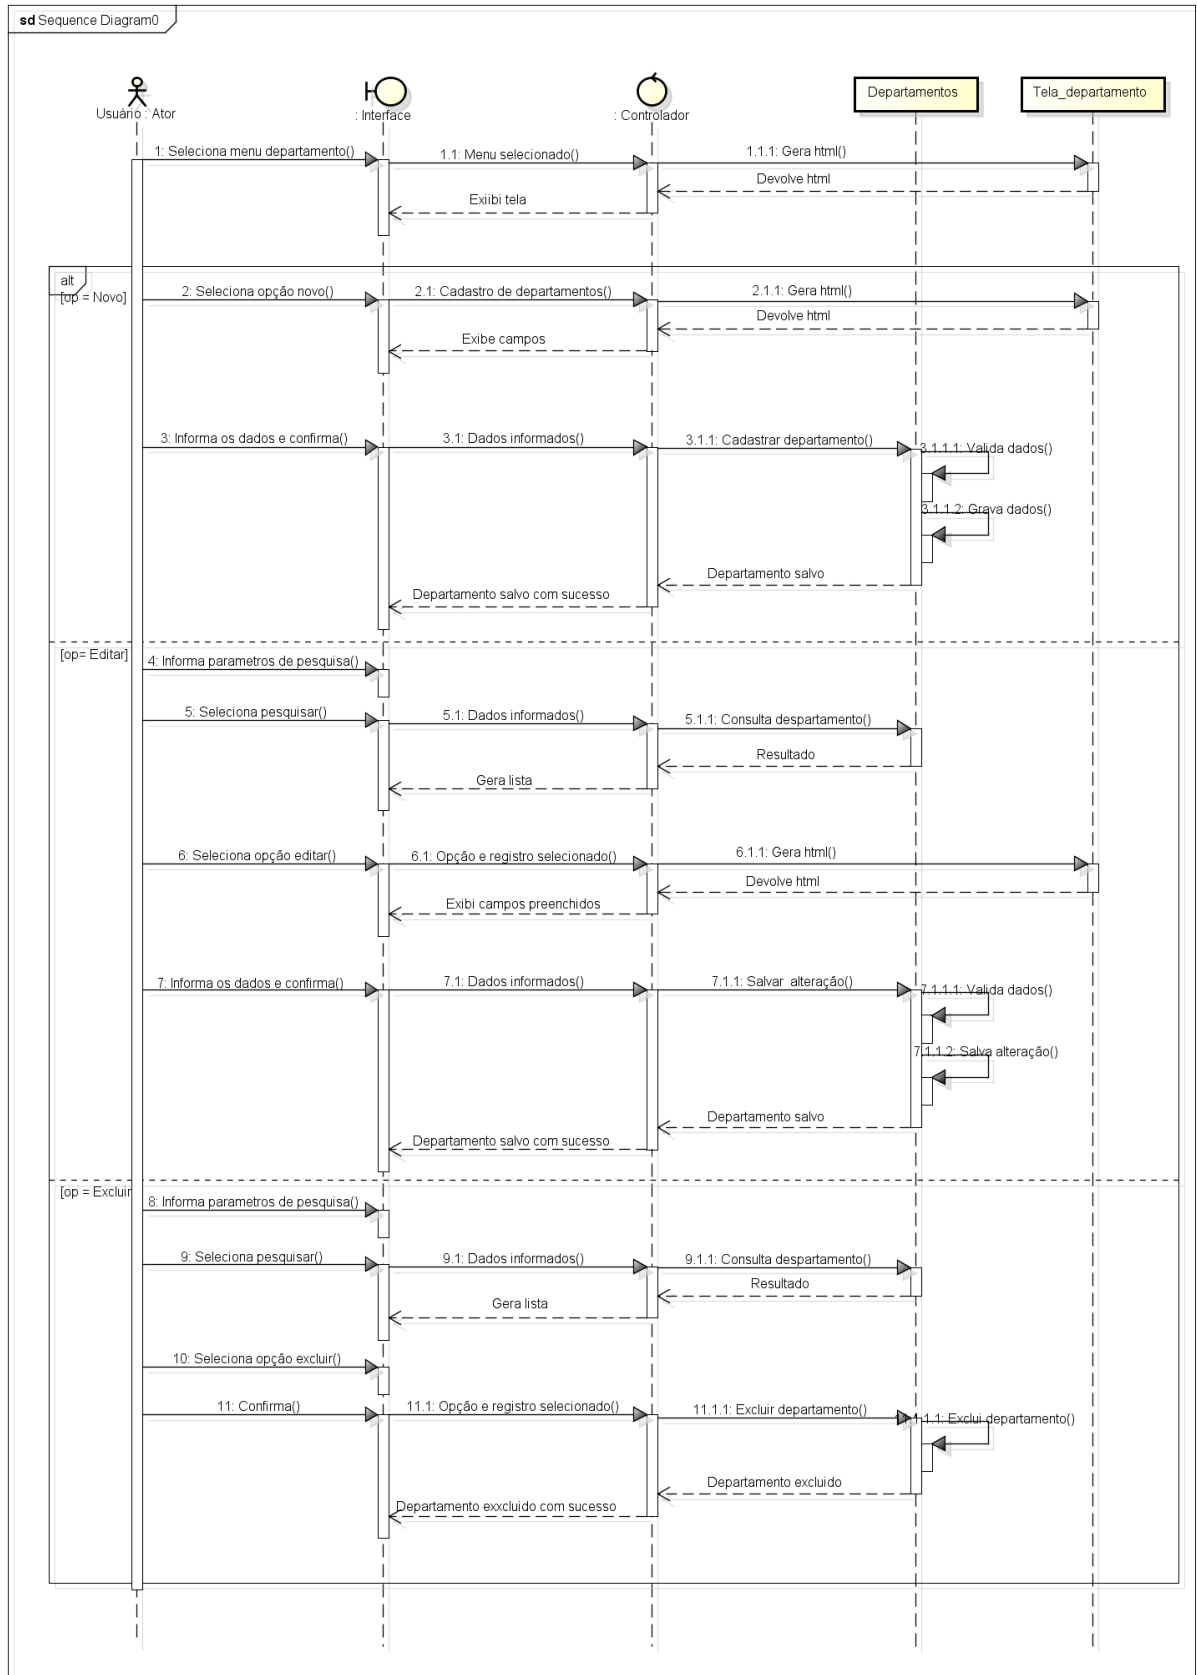 sd Sequence Diagram0
Usuário : Ator
: Interface
: Controlador
Departamentos
Tela_departamento
1: Seleciona menu departamento()
1.1: Menu selecionado()
1.1.1: Gera html()
Devolve html
Exiibi tela
alt
[op = Novo]
2: Seleciona opção novo()
2.1: Cadastro de departamentos()
2.1.1: Gera html()
Devolve html
Exibe campos
3: Informa os dados e confirma()
3.1: Dados informados()
3.1.1: Cadastrar departamento()
3.1.1.1: Valida dados()
3.1.1.2: Grava dados()
Departamento salvo
Departamento salvo com sucesso
[op= Editar]
4: Informa parametros de pesquisa()
5: Seleciona pesquisar()
5.1: Dados informados()
5.1.1: Consulta despartamento()
Resultado
Gera lista
6: Seleciona opção editar()
6.1: Opção e registro selecionado()
6.1.1: Gera html()
Devolve html
Exibi campos preenchidos
7: Informa os dados e confirma()
7.1: Dados informados()
7.1.1: Salvar  alteração()
7.1.1.1: Valida dados()
7.1.1.2: Salva alteração()
Departamento salvo
Departamento salvo com sucesso
[op = Excluir
8: Informa parametros de pesquisa()
9: Seleciona pesquisar()
9.1: Dados informados()
9.1.1: Consulta despartamento()
Resultado
Gera lista
10: Seleciona opção excluir()
11: Confirma()
11.1: Opção e registro selecionado()
11.1.1: Excluir departamento()
Exclui departamento()
Departamento excluido
Departamento exxcluido com sucesso